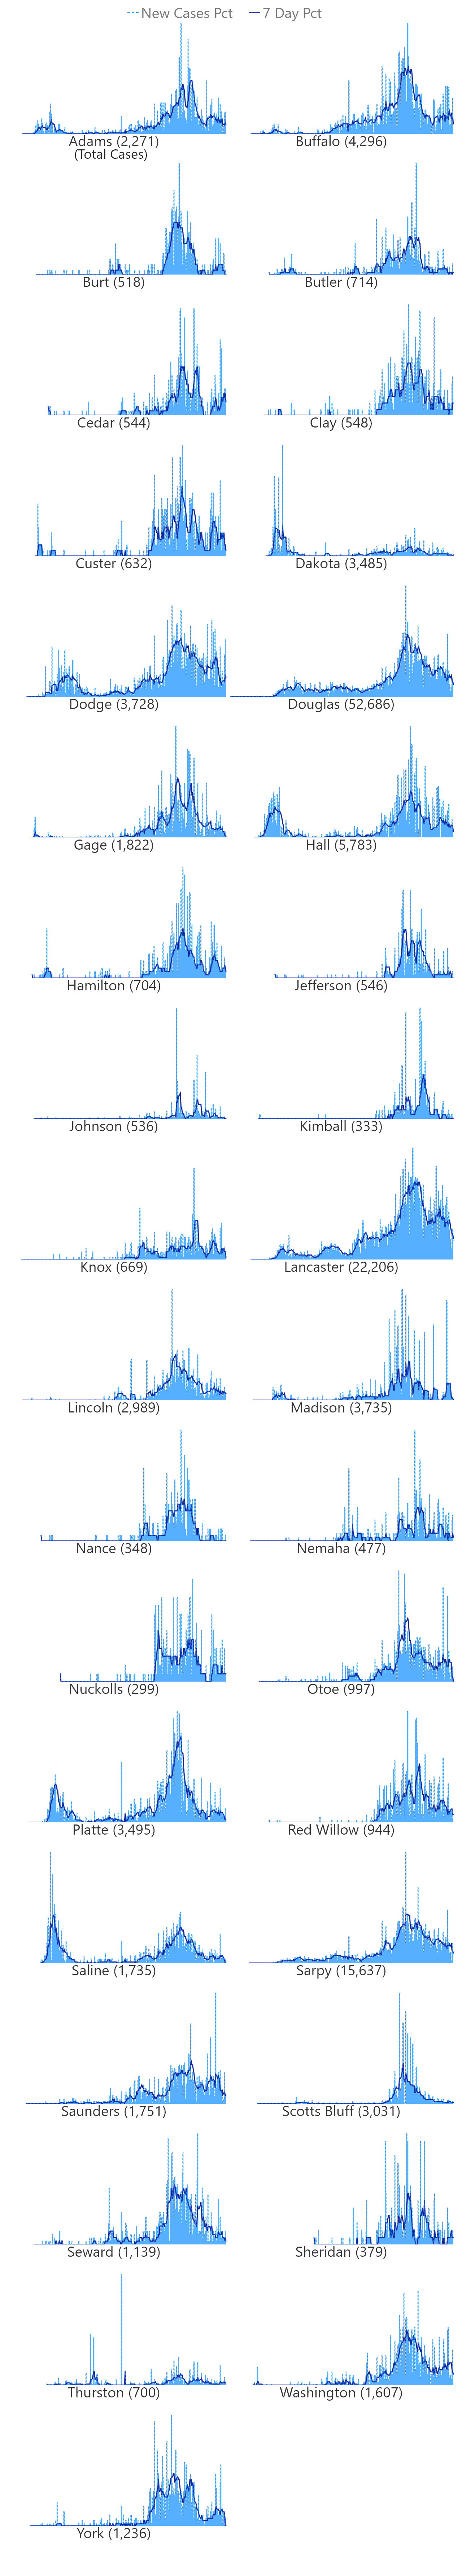 New Cases Pct 7 Day Pct
Adams (2,271) Buffalo (4,296)
(Total Cases)
Burt (518) Butler (714)
Cedar (544) Clay (548)
Custer (632) Dakota (3,485)
Dodge (3,728) Douglas (52,686)
Gage (1,822) Hall (5,783)
Hamilton (704) Jefferson (546)
Johnson (536) Kimball (333)
Knox (669) Lancaster (22,206)
Lincoln (2,989) Madison (3,735)
Nance (348) Nemaha (477)
Nuckolls (299) Otoe (997)
Platte (3,495) Red Willow (944)
Saline (1,735) Sarpy (15,637)
Saunders (1,751) Scotts Bluff (3,031)
Seward (1,139) Sheridan (379)
Thurston (700) Washington (1,607)
York (1,236)